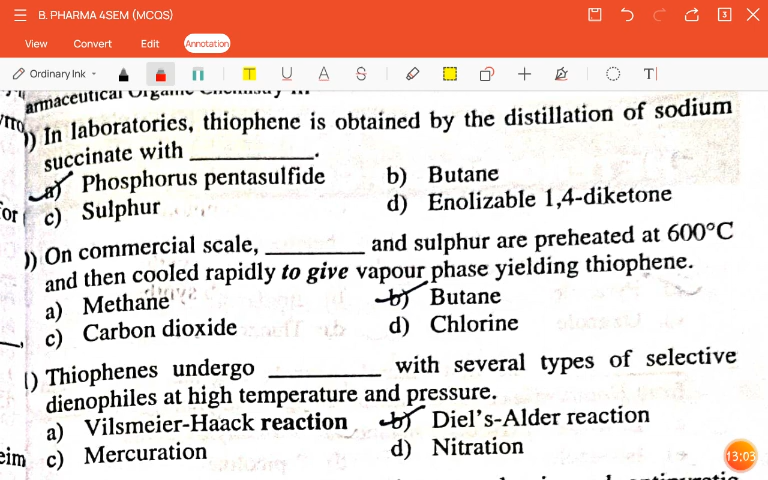 B. PHARMA 4SEM (MCQS)
3
View Convert Edit Annotation
Ordinary Ink T U A S T
armaceutical Organic Chemistry III
) In laboratories, thiophene is obtained by the distillation of sodium
succinate with ___________.
a) Phosphorus pentasulfide b) Butane
c) Sulphur d) Enolizable 1,4-diketone
for
)) On commercial scale, _________ and sulphur are preheated at 600°C
and then cooled rapidly to give vapour phase yielding thiophene.
a) Methane b) Butane
c) Carbon dioxide d) Chlorine
) Thiophenes undergo __________ with several types of selective
dienophiles at high temperature and pressure.
a) Vilsmeier-Haack reaction b) Diel's-Alder reaction
eim c) Mercuration d) Nitration
13:03